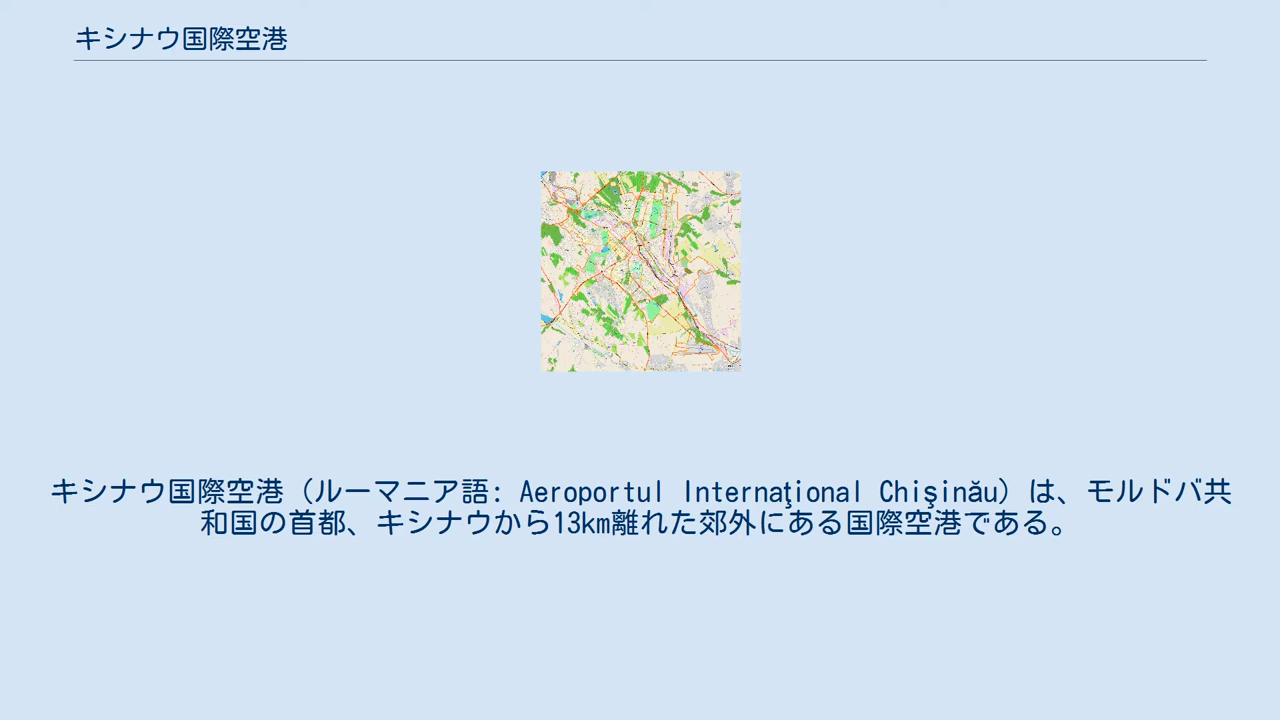 キシナウ国際空港
キシナウ国際空港（ルーマニア語: Aeroportul Internaţional Chişinău）は、モルドバ共
和国の首都、キシナウから13km離れた郊外にある国際空港である。